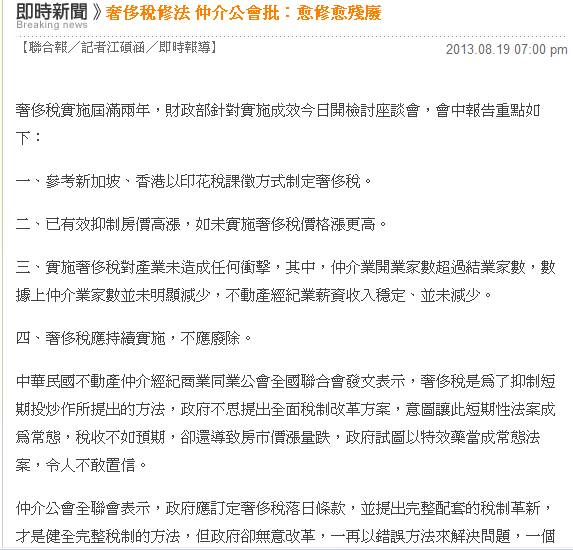 即時新聞 》奢侈稅修法 仲介公會批：愈修愈殘廢
Breaking news
【聯合報／記者江碩涵／即時報導】
2013.08.19 07:00 pm
奢侈稅實施屆滿兩年，財政部針對實施成效今日開檢討座談會，會中報告重點如
下：
一、參考新加坡、香港以印花稅課徵方式制定奢侈稅。
二、已有效抑制房價高漲，如未實施奢侈稅價格漲更高。
三、實施奢侈稅對產業未造成任何衝擊，其中，仲介業開業家數超過結業家數，數
據上仲介業家數並未明顯減少，不動產經紀業薪資收入穩定、並未減少。
四、奢侈稅應持續實施，不應廢除。
中華民國不動產仲介經紀商業同業公會全國聯合會發文表示，奢侈稅是為了抑制短
期投炒作所提出的方法，政府不思提出全面稅制改革方案，意圖讓此短期性法案成
為常態，稅收不如預期，卻還導致房市價漲量跌，政府試圖以特效藥當成常態法
案，令人不敢置信。
仲介公會全聯會表示，政府應訂定奢侈稅落日條款，並提出完整配套的稅制革新，
才是健全完整稅制的方法，但政府卻無意改革，一再以錯誤方法來解決問題，一個